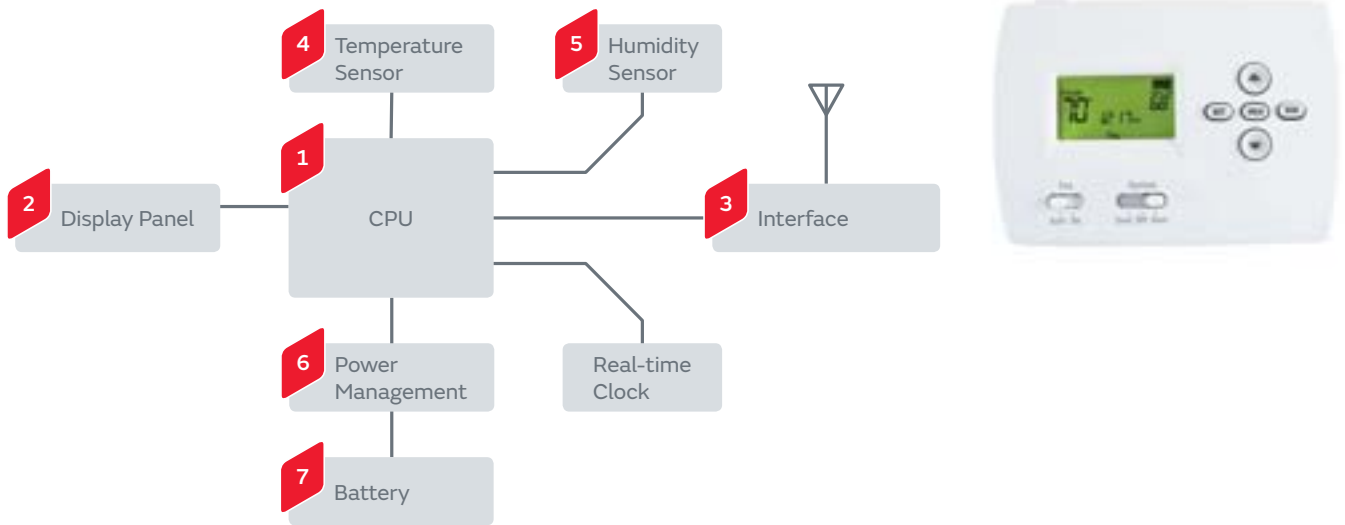 4
Temperature
Sensor
5
Humidity
Sensor
1
CPU
2
Display Panel
3
Interface
6
Power
Management
Real-time
Clock
7
Battery
70